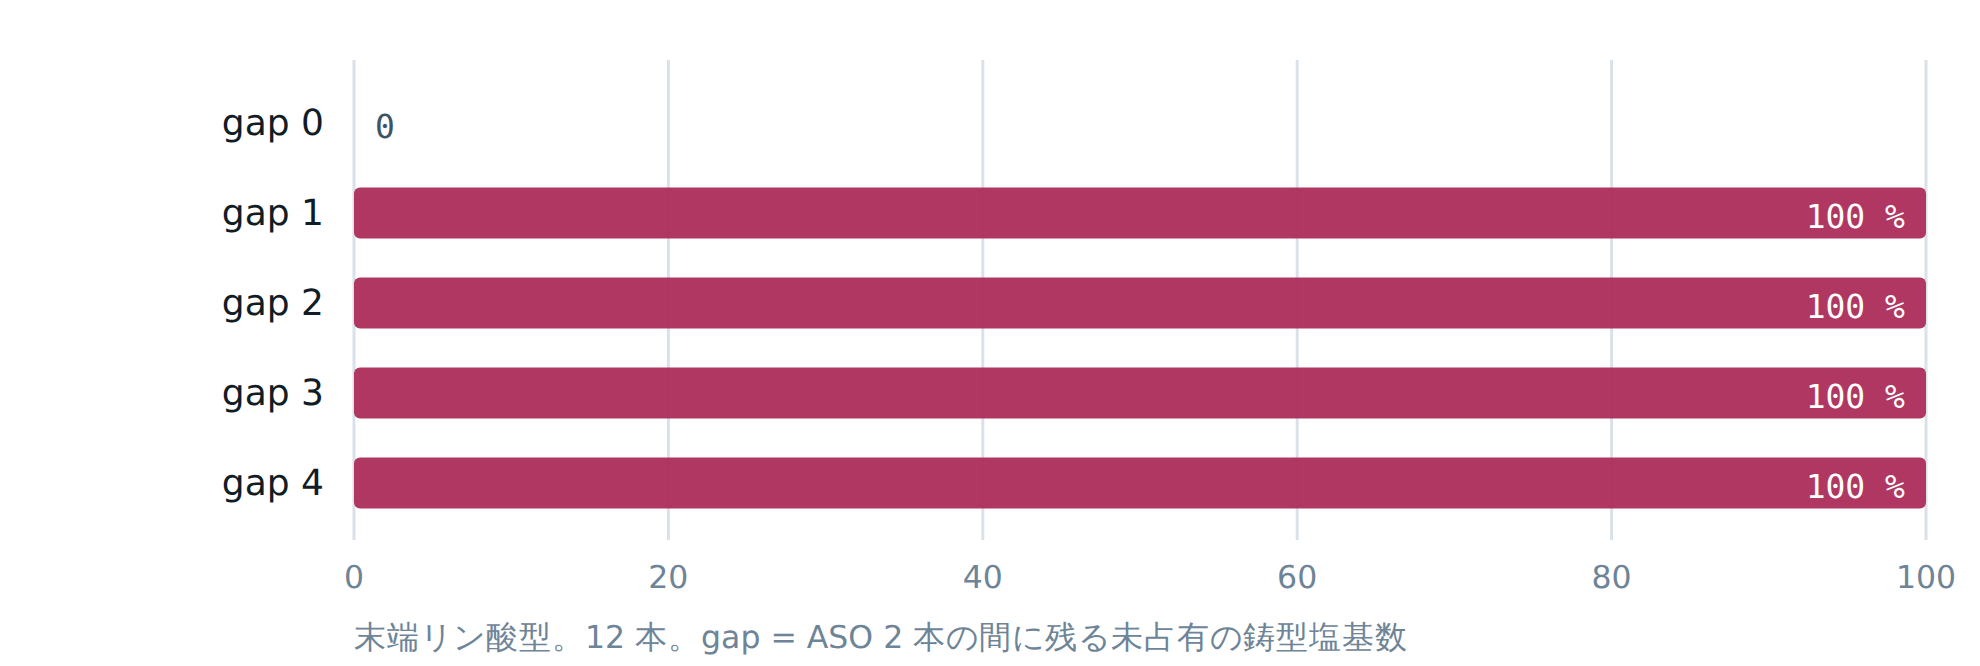 gap 0 0
gap 1 100 %
gap 2 100 %
gap 3 100 %
gap 4 100 %
0 20 40 60 80 100
末端リン酸型。12 本。gap = ASO 2 本の間に残る未占有の鋳型塩基数